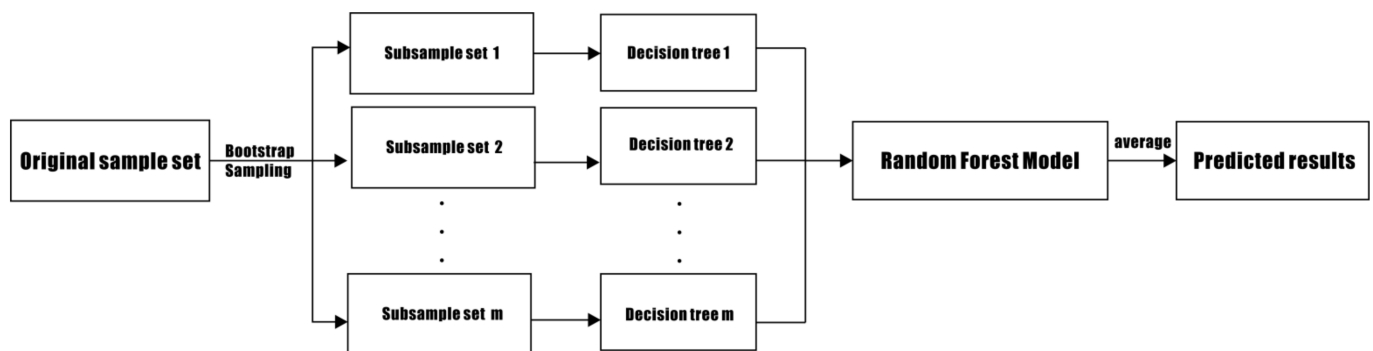 Original sample set
Bootstrap
Sampling
Subsample set 1
Decision tree 1
Subsample set 2
Decision tree 2
Subsample set m
Decision tree m
Random Forest Model
average
Predicted results